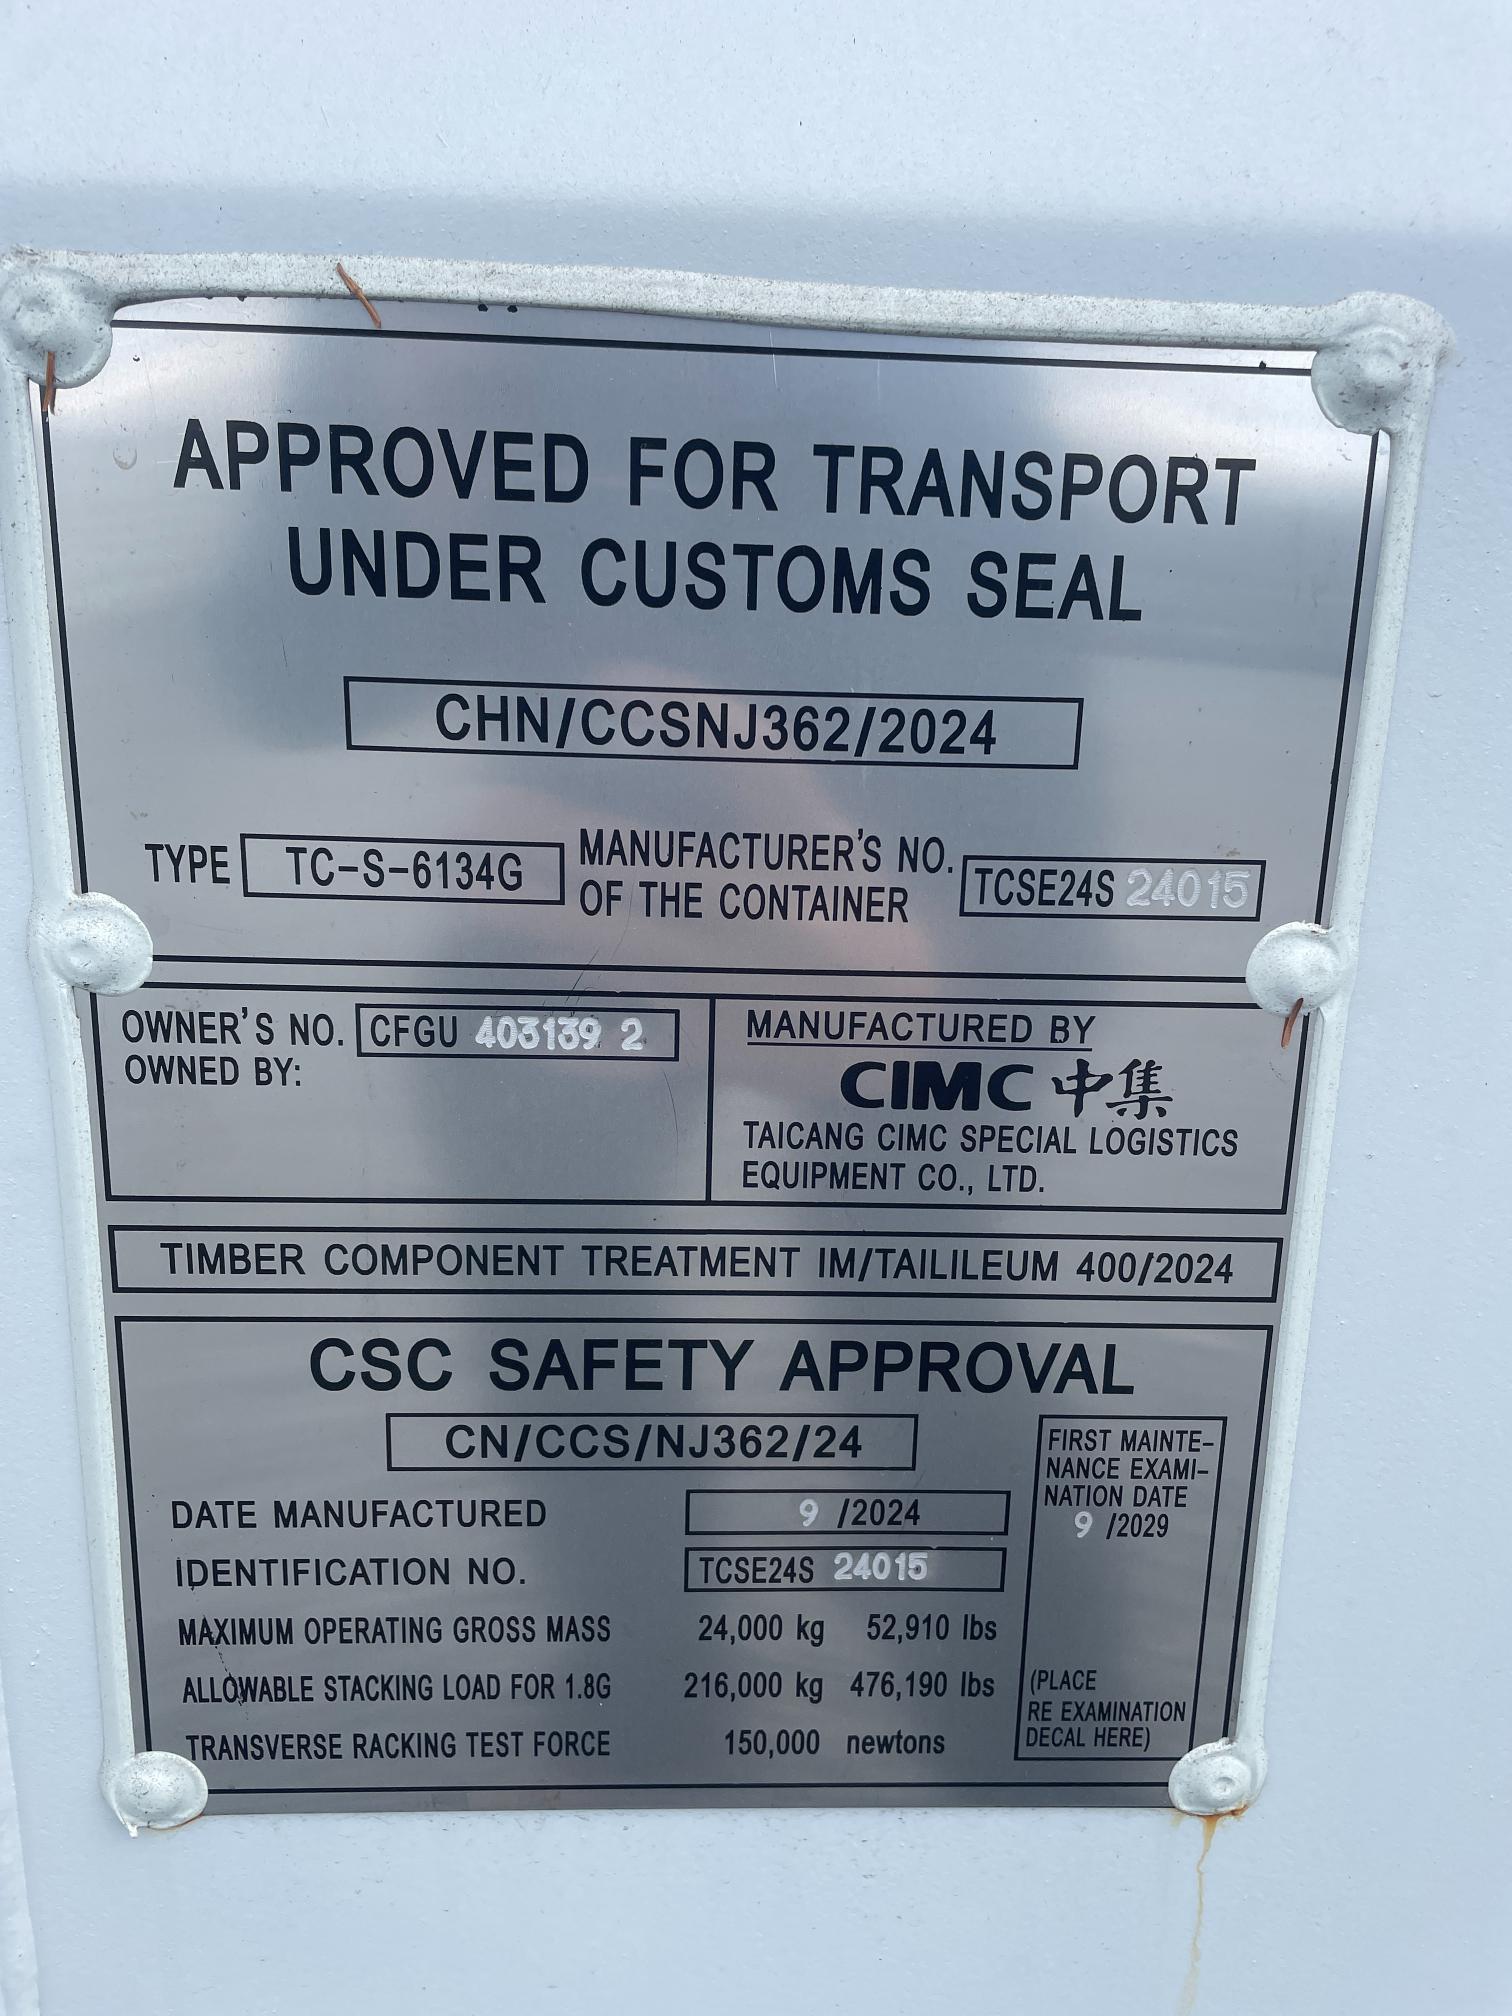 APPROVED FOR TRANSPORT
UNDER CUSTOMS SEAL
CHN/CCSNJ362/2024
TYPE TC-S-6134G MANUFACTURER'S NO.
OF THE CONTAINER TCSE24S 24015
OWNER'S NO. CFGU 403139 2
OWNED BY:
MANUFACTURED BY
CIMC 中集
TAICANG CIMC SPECIAL LOGISTICS
EQUIPMENT CO., LTD.
TIMBER COMPONENT TREATMENT IM/TAILILEUM 400/2024
CSC SAFETY APPROVAL
CN/CCS/NJ362/24
DATE MANUFACTURED 9 /2024
IDENTIFICATION NO. TCSE24S 24015
MAXIMUM OPERATING GROSS MASS 24,000 kg 52,910 lbs
ALLOWABLE STACKING LOAD FOR 1.8G 216,000 kg 476,190 lbs
TRANSVERSE RACKING TEST FORCE 150,000 newtons
FIRST MAINTE-
NANCE EXAMI-
NATION DATE
9 /2029
(PLACE
RE EXAMINATION
DECAL HERE)